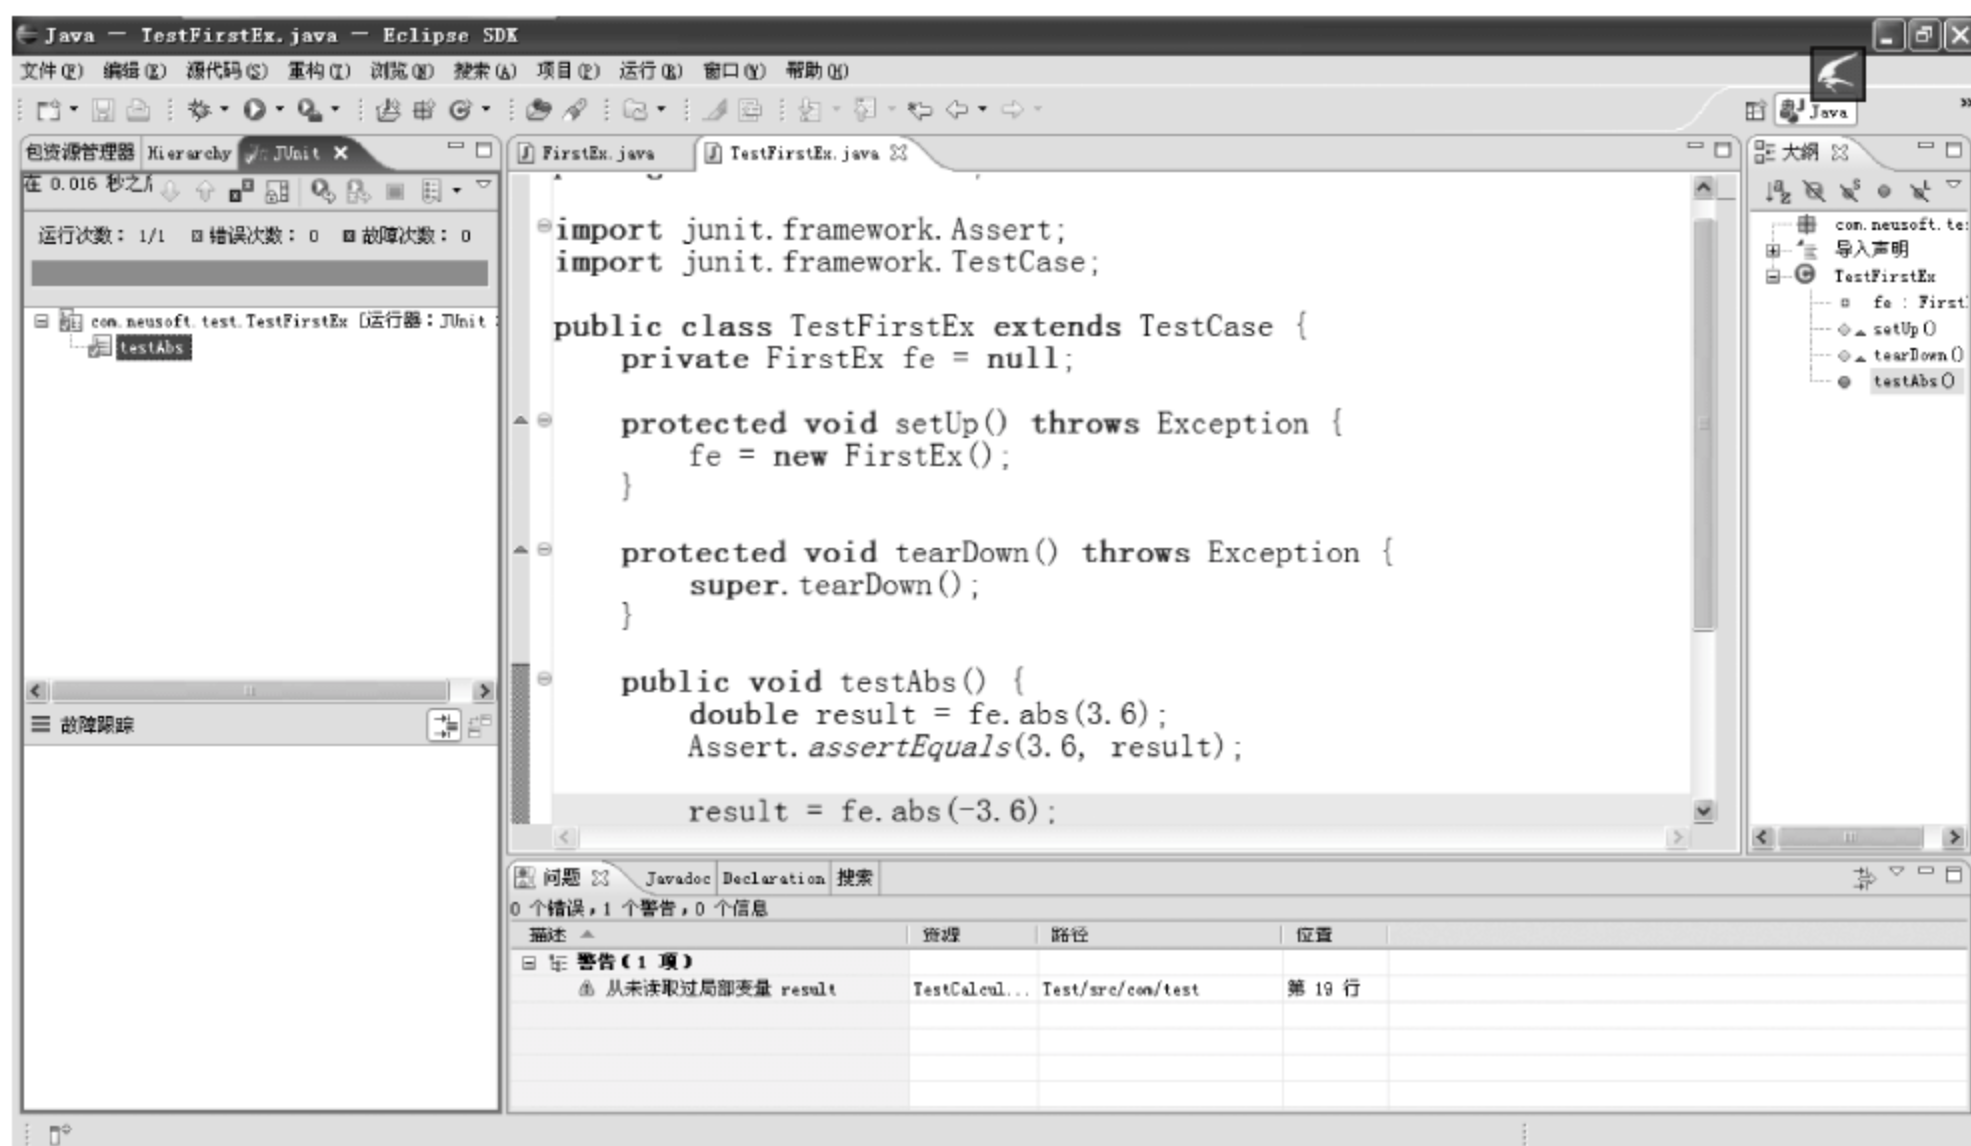 Java — TestFirstEx.java — Eclipse SDK
文件(F) 编辑(E) 源代码(S) 重构(T) 浏览(N) 搜索(A) 项目(P) 运行(R) 窗口(W) 帮助(H)
Java
包资源管理器 Hierarchy JUnit
在 0.016 秒之后
运行次数： 1/1 错误次数： 0 故障次数： 0
com.neusoft.test.TestFirstEx [运行器：JUnit
testAbs
故障跟踪
FirstEx.java TestFirstEx.java
import junit.framework.Assert;
import junit.framework.TestCase;
public class TestFirstEx extends TestCase {
private FirstEx fe = null;
protected void setUp() throws Exception {
fe = new FirstEx();
}
protected void tearDown() throws Exception {
super.tearDown();
}
public void testAbs() {
double result = fe.abs(3.6);
Assert.assertEquals(3.6, result);
result = fe.abs(-3.6);
大纲
com.neusoft.te
导入声明
TestFirstEx
fe : First
setUp()
tearDown()
testAbs()
问题 Javadoc Declaration 搜索
0 个错误，1 个警告，0 个信息
描述 资源 路径 位置
警告（1 项）
从未读取过局部变量 result TestCalcul... Test/src/com/test 第 19 行